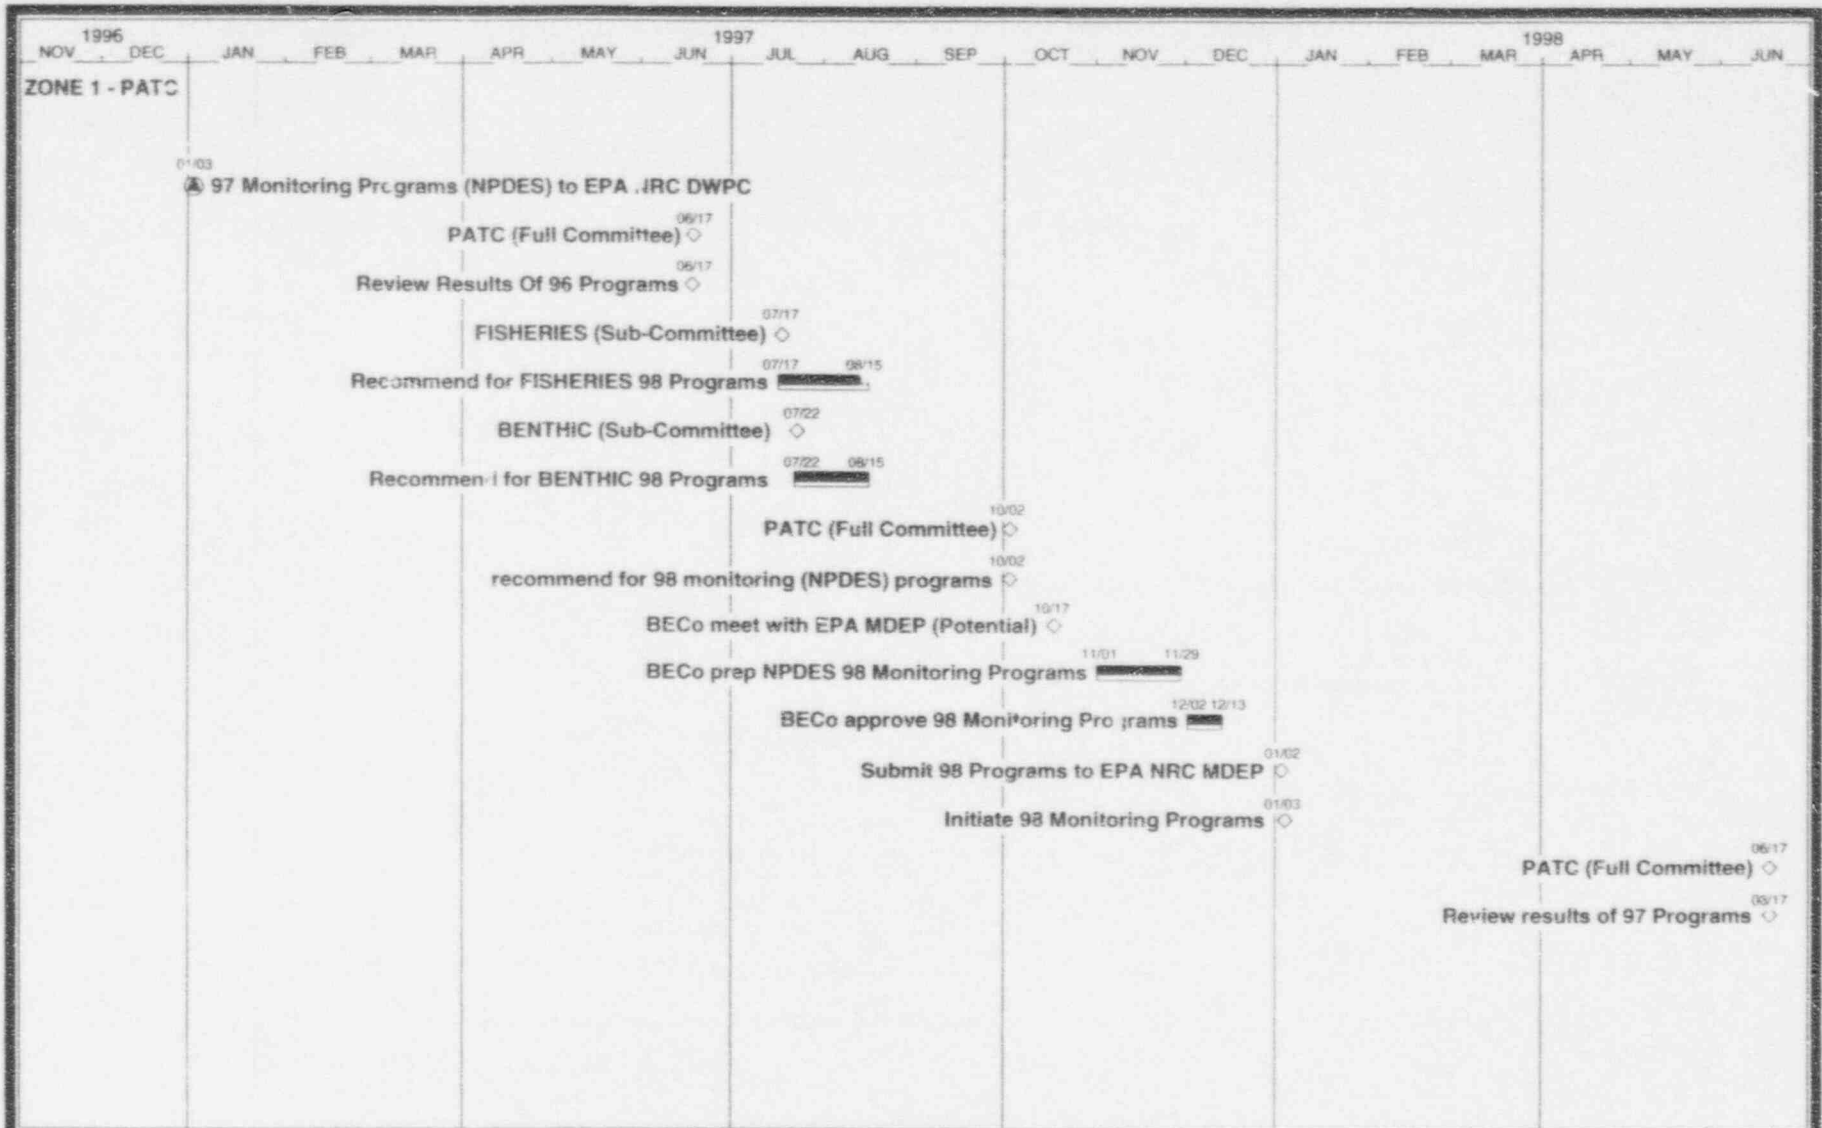 1996 1997 1998
NOV DEC JAN FEB MAR APR MAY JUN JUL AUG SEP OCT NOV DEC JAN FEB MAR APR MAY JUN
ZONE 1 - PATC
01/03
97 Monitoring Programs (NPDES) to EPA NRC DWPC
06/17
PATC (Full Committee)
06/17
Review Results Of 96 Programs
07/17
FISHERIES (Sub-Committee)
07/17 08/15
Recommend for FISHERIES 98 Programs
07/22
BENTHIC (Sub-Committee)
07/22 08/15
Recommend for BENTHIC 98 Programs
10/02
PATC (Full Committee)
10/02
recommend for 98 monitoring (NPDES) programs
10/17
BECo meet with EPA MDEP (Potential)
11/01 11/29
BECo prep NPDES 98 Monitoring Programs
12/02 12/13
BECo approve 98 Monitoring Programs
01/02
Submit 98 Programs to EPA NRC MDEP
01/03
Initiate 98 Monitoring Programs
06/17
PATC (Full Committee)
06/17
Review results of 97 Programs